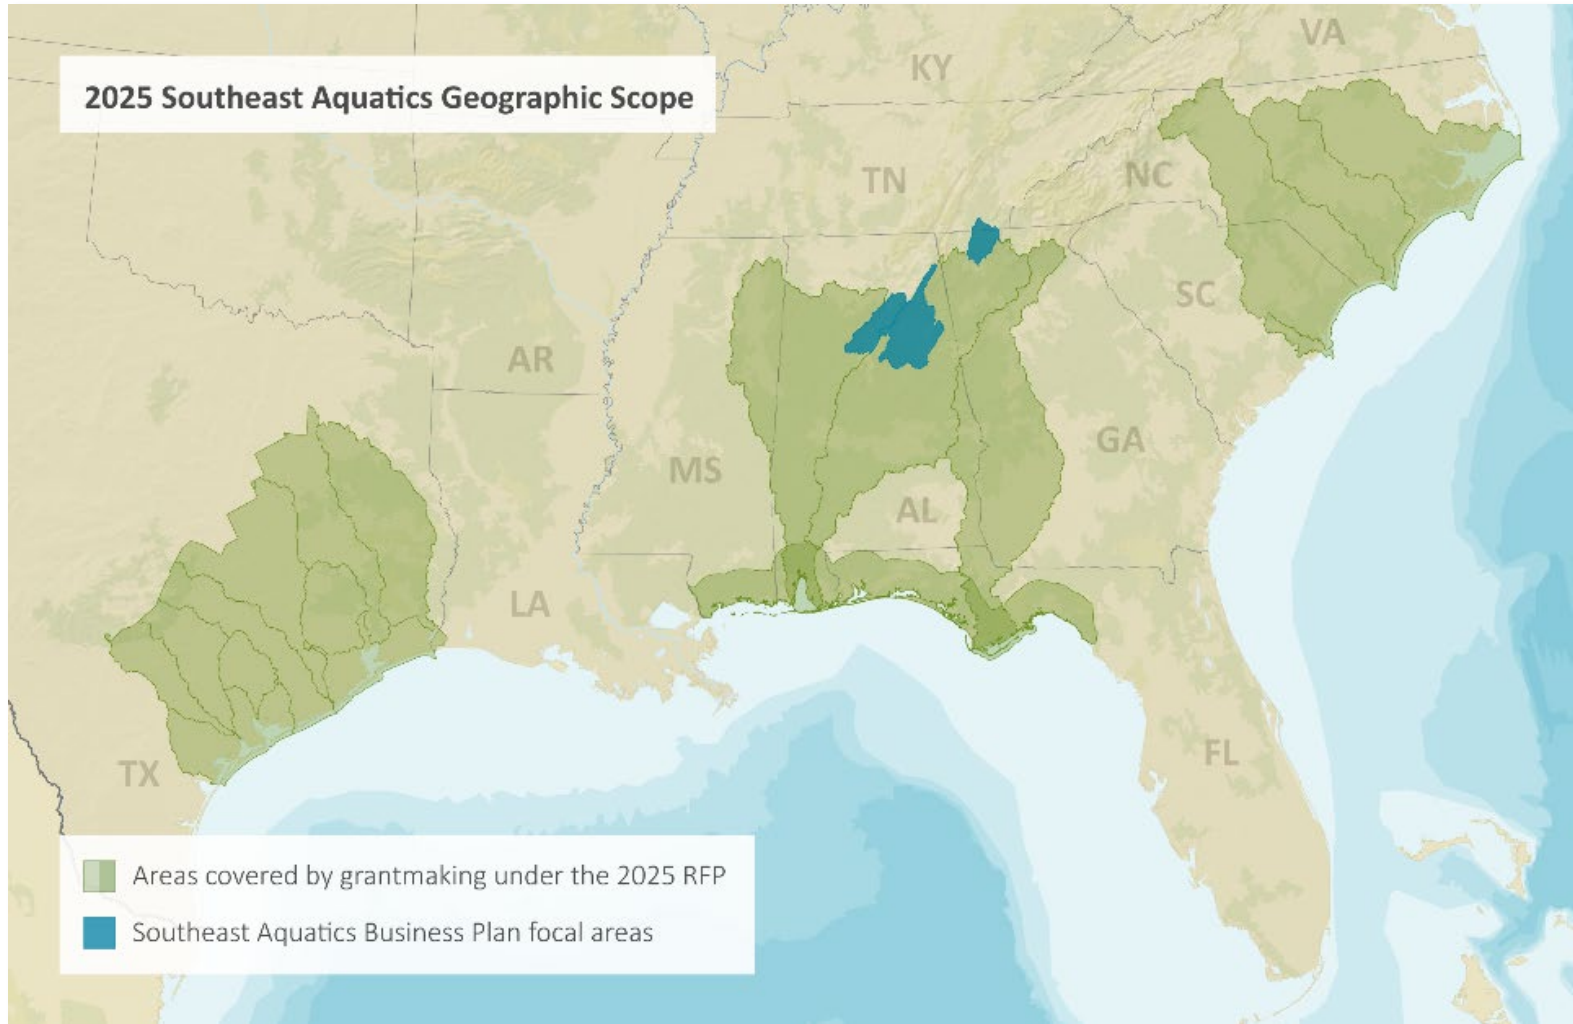 2025 Southeast Aquatics Geographic Scope
VA
KY
TN
NC
SC
AR
GA
MS
AL
LA
FL
TX
Areas covered by grantmaking under the 2025 RFP
Southeast Aquatics Business Plan focal areas